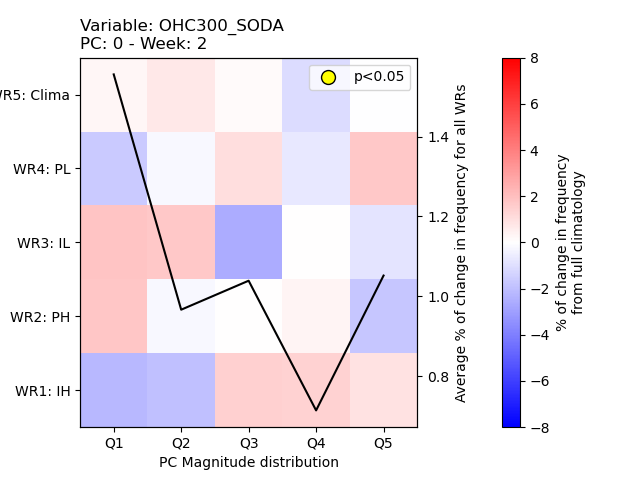 Variable: OHC300_SODA
PC: 0 - Week: 2
p<0.05
WR5: Clima
WR4: PL
WR3: IL
WR2: PH
WR1: IH
Q1 Q2 Q3 Q4 Q5
PC Magnitude distribution
1.4
1.2
1.0
0.8
Average % of change in frequency for all WRs
8
6
4
2
0
−2
−4
−6
−8
% of change in frequency
from full climatology